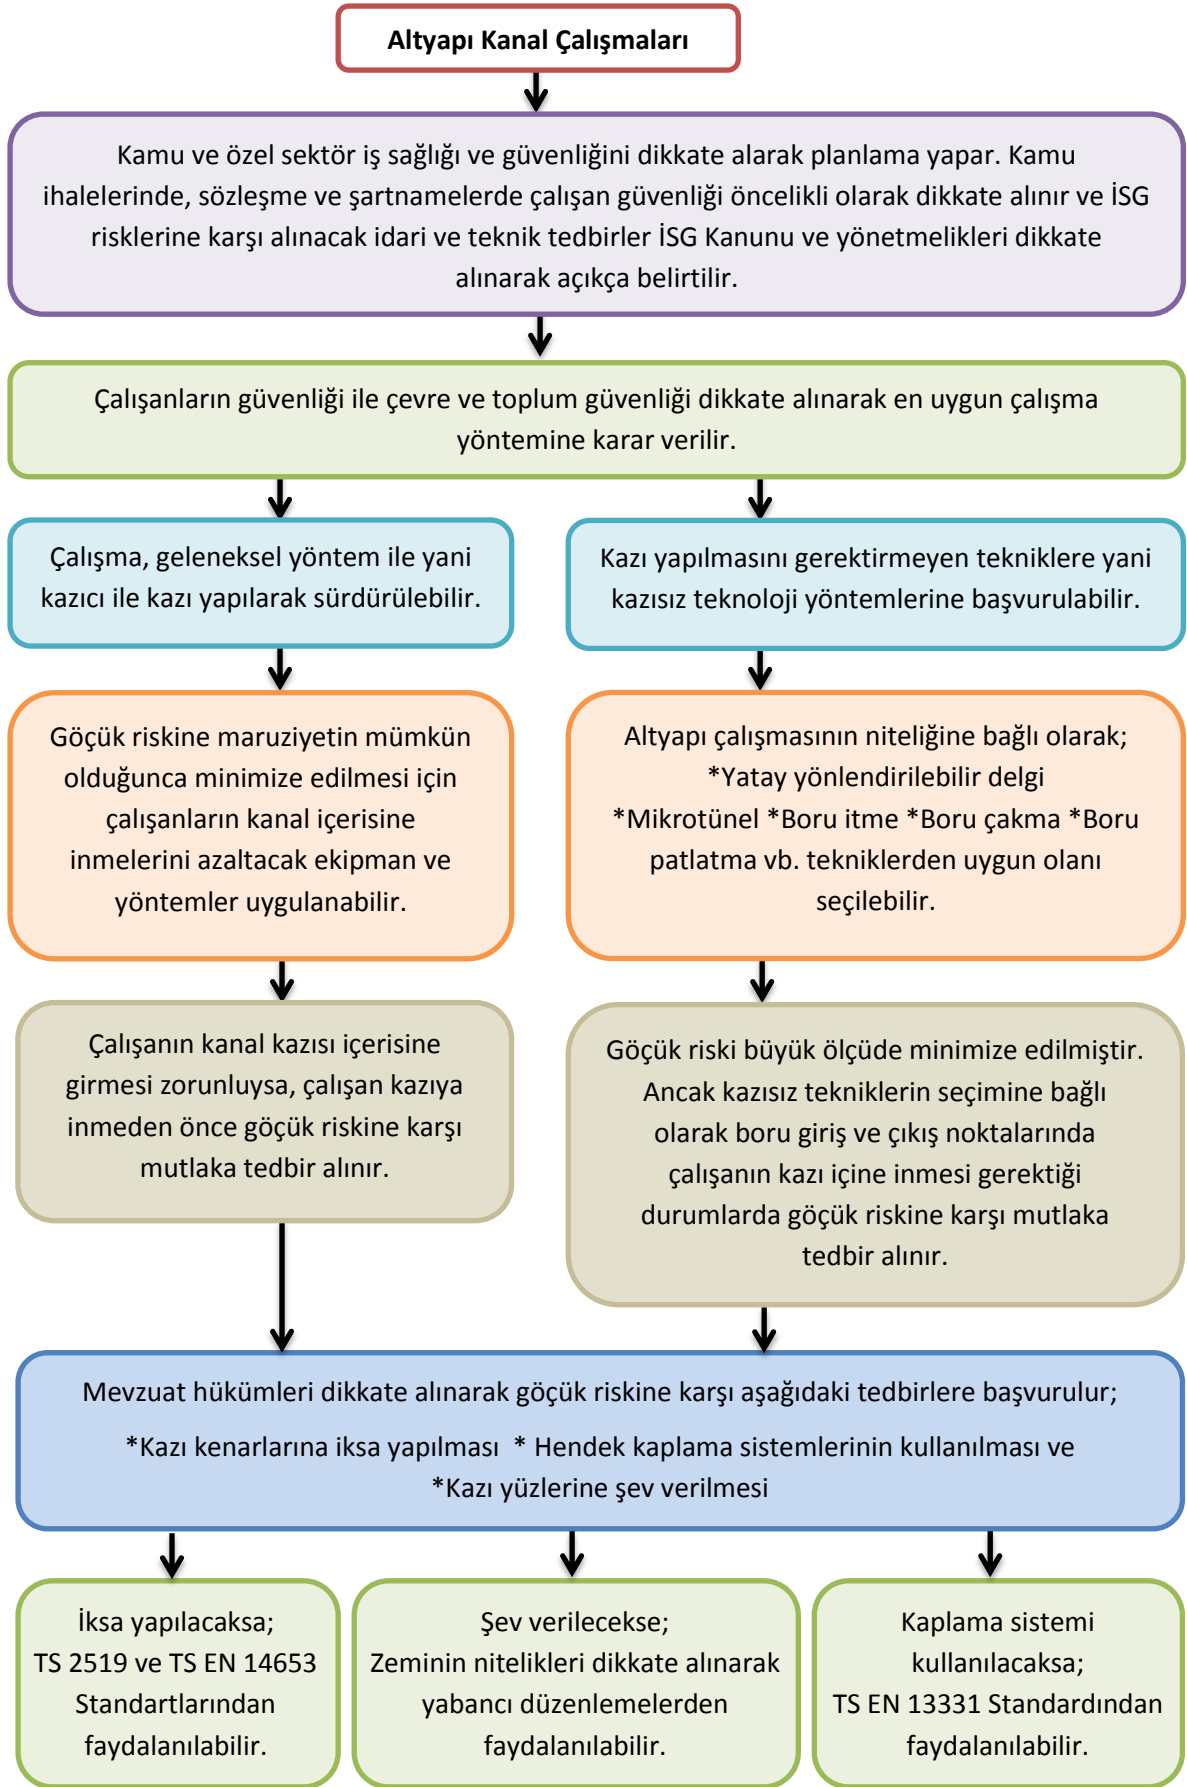 Altyapı Kanal Çalışmaları
Kamu ve özel sektör iş sağlığı ve güvenliğini dikkate alarak planlama yapar. Kamu
ihalelerinde, sözleşme ve şartnamelerde çalışan güvenliği öncelikli olarak dikkate alınır ve İSG
risklerine karşı alınacak idari ve teknik tedbirler İSG Kanunu ve yönetmelikleri dikkate
alınarak açıkça belirtilir.
Çalışanların güvenliği ile çevre ve toplum güvenliği dikkate alınarak en uygun çalışma
yöntemine karar verilir.
Çalışma, geleneksel yöntem ile yani
kazıcı ile kazı yapılarak sürdürülebilir.
Kazı yapılmasını gerektirmeyen tekniklere yani
kazısız teknoloji yöntemlerine başvurulabilir.
Göçük riskine maruziyetin mümkün
olduğunca minimize edilmesi için
çalışanların kanal içerisine
inmelerini azaltacak ekipman ve
yöntemler uygulanabilir.
Altyapı çalışmasının niteliğine bağlı olarak;
*Yatay yönlendirilebilir delgi
*Mikrotünel *Boru itme *Boru çakma *Boru
patlatma vb. tekniklerden uygun olanı
seçilebilir.
Çalışanın kanal kazısı içerisine
girmesi zorunluysa, çalışan kazıya
inmeden önce göçük riskine karşı
mutlaka tedbir alınır.
Göçük riski büyük ölçüde minimize edilmiştir.
Ancak kazısız tekniklerin seçimine bağlı
olarak boru giriş ve çıkış noktalarında
çalışanın kazı içine inmesi gerektiği
durumlarda göçük riskine karşı mutlaka
tedbir alınır.
Mevzuat hükümleri dikkate alınarak göçük riskine karşı aşağıdaki tedbirlere başvurulur;
*Kazı kenarlarına iksa yapılması * Hendek kaplama sistemlerinin kullanılması ve
*Kazı yüzlerine şev verilmesi
İksa yapılacaksa;
TS 2519 ve TS EN 14653
Standartlarından
faydalanılabilir.
Şev verilecekse;
Zeminin nitelikleri dikkate alınarak
yabancı düzenlemelerden
faydalanılabilir.
Kaplama sistemi
kullanılacaksa;
TS EN 13331 Standardından
faydalanılabilir.